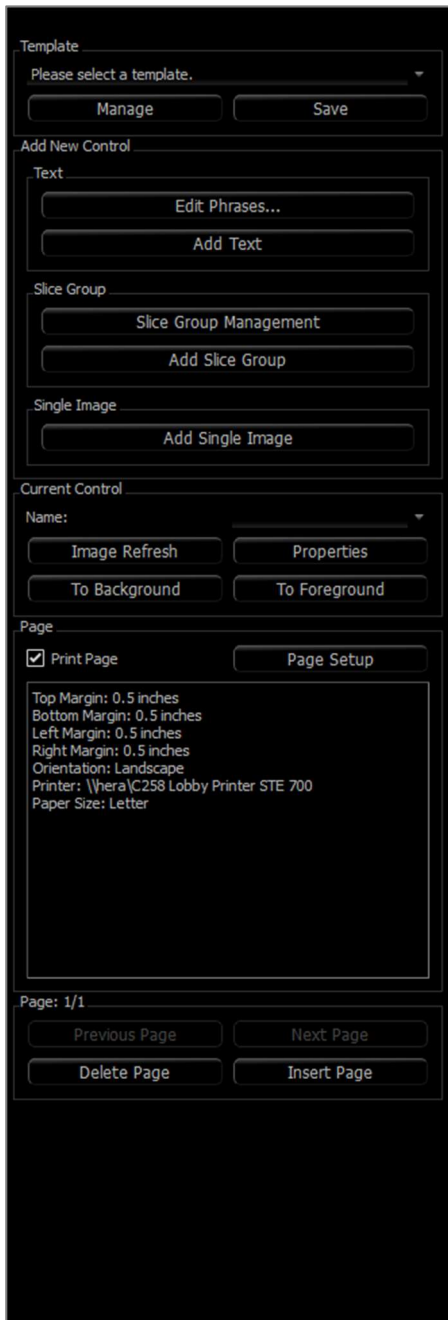 Template
Please select a template.
Manage Save
Add New Control
Text
Edit Phrases...
Add Text
Slice Group
Slice Group Management
Add Slice Group
Single Image
Add Single Image
Current Control
Name:
Image Refresh Properties
To Background To Foreground
Page
Print Page Page Setup
Top Margin: 0.5 inches
Bottom Margin: 0.5 inches
Left Margin: 0.5 inches
Right Margin: 0.5 inches
Orientation: Landscape
Printer: \\hera\C258 Lobby Printer STE 700
Paper Size: Letter
Page: 1/1
Previous Page Next Page
Delete Page Insert Page